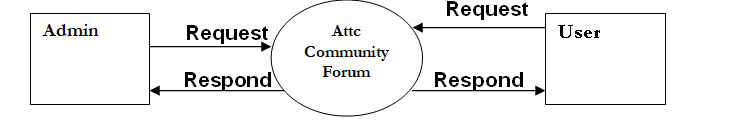 Admin
Request
Respond
Attc
Community
Forum
Request
Respond
User